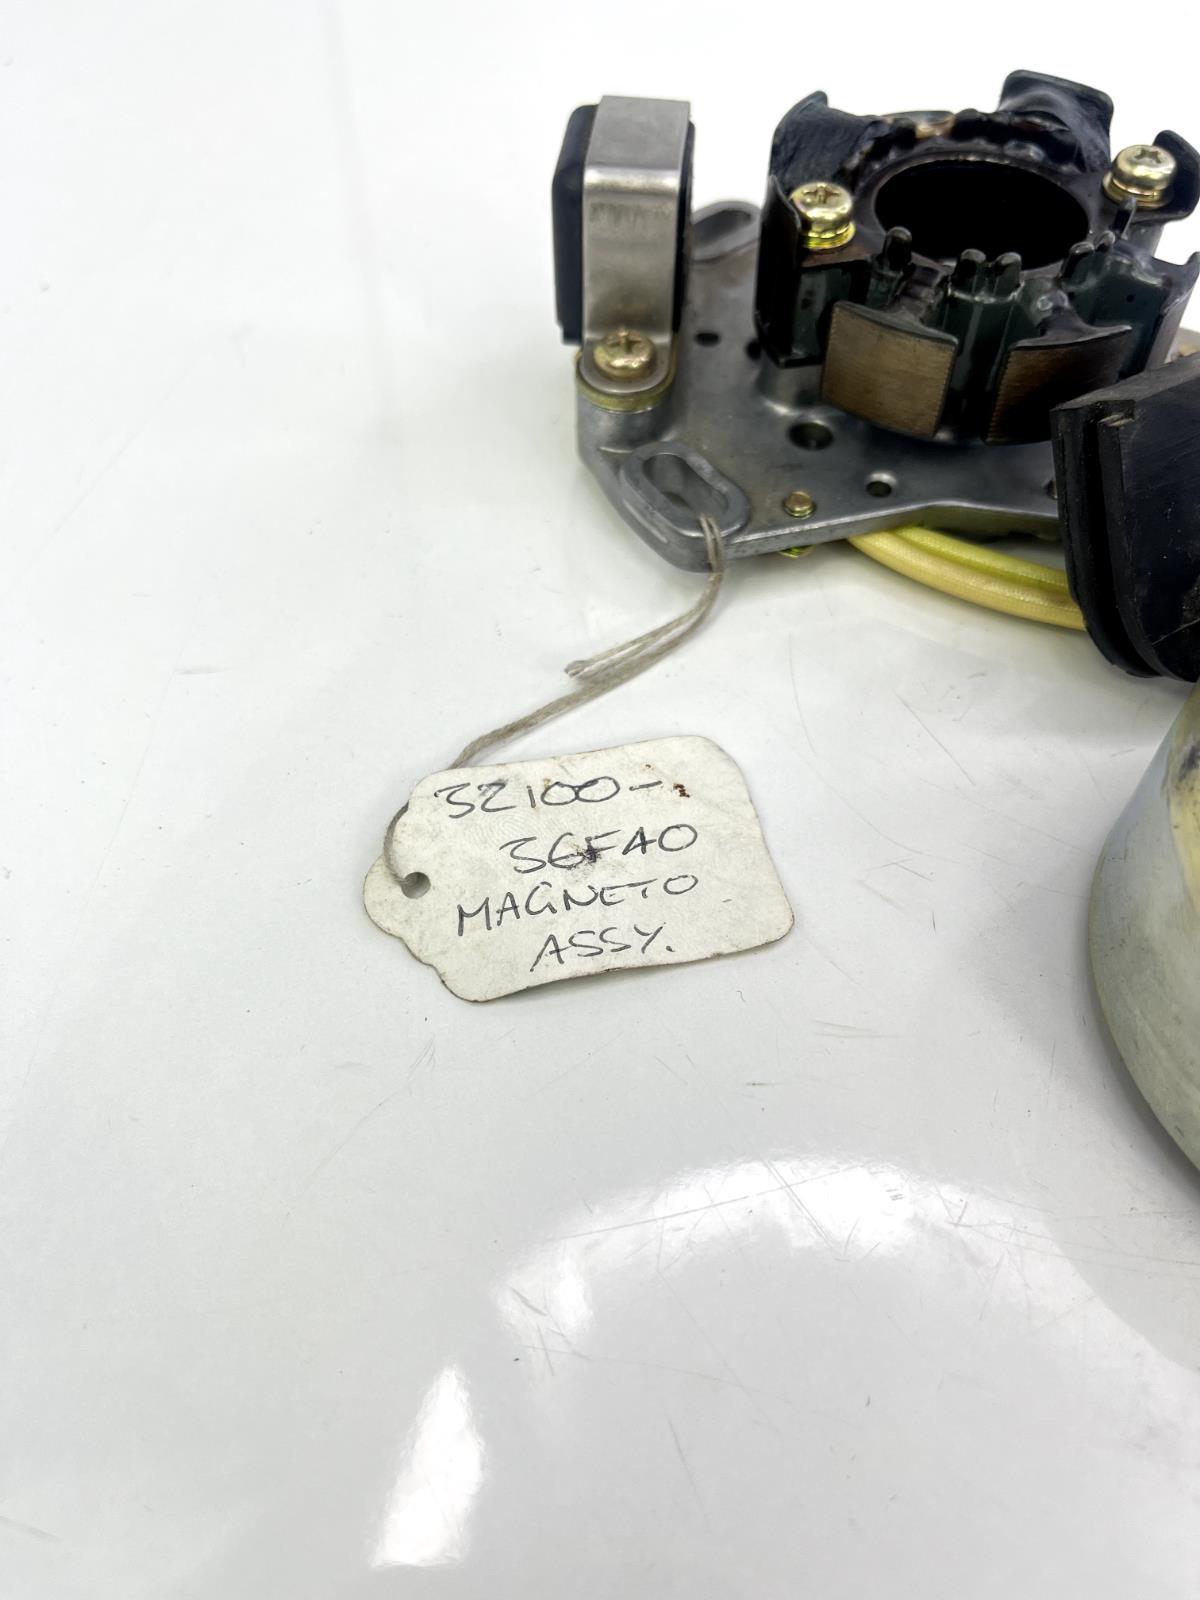 32100-
36F40
MAGNETO
ASSY.